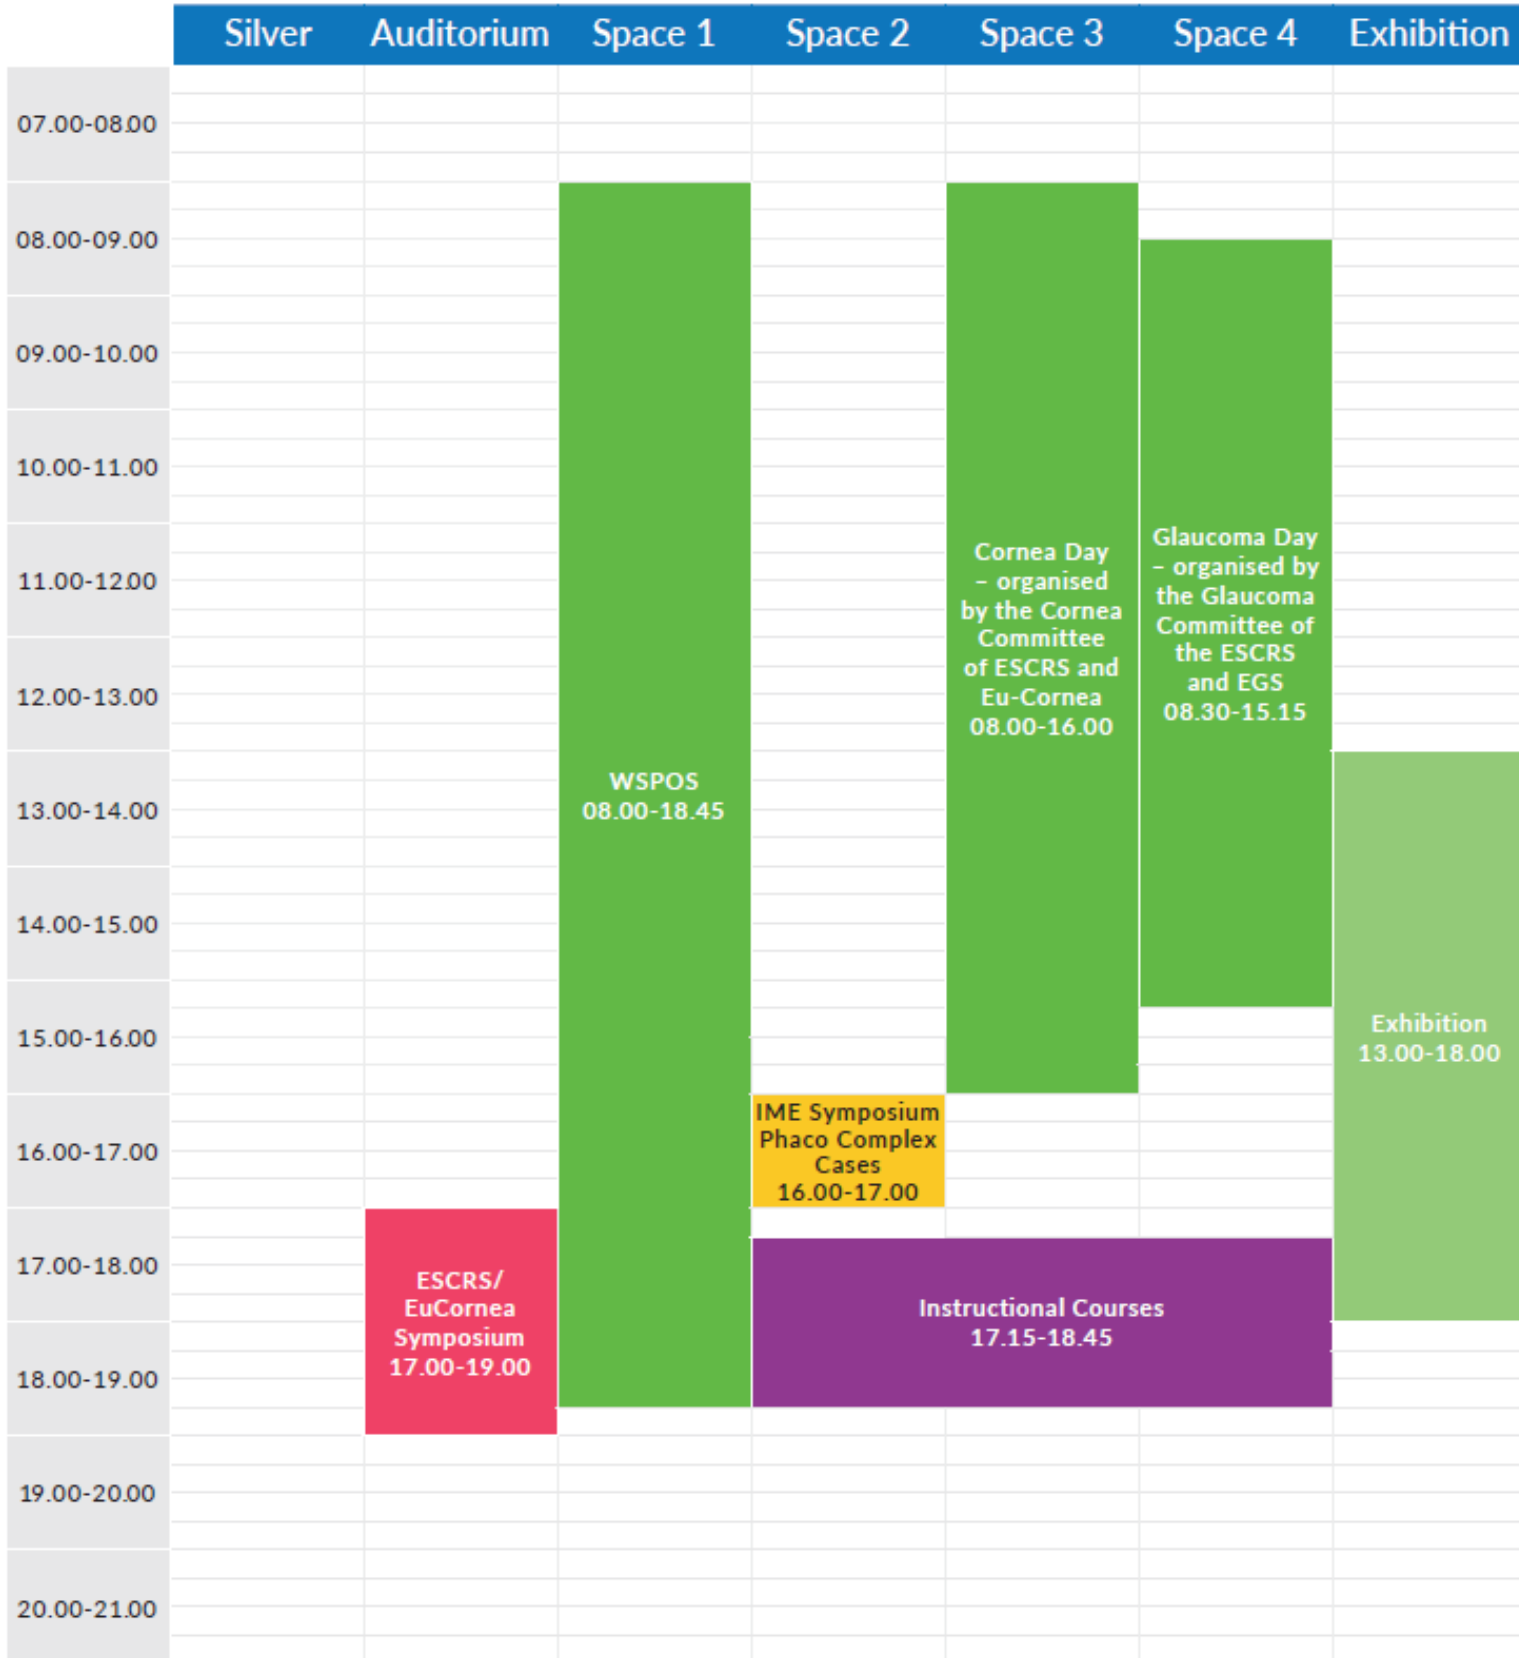 Silver Auditorium Space 1 Space 2 Space 3 Space 4 Exhibition
07.00-08.00
08.00-09.00
09.00-10.00
10.00-11.00
11.00-12.00
12.00-13.00
13.00-14.00
14.00-15.00
15.00-16.00
16.00-17.00
17.00-18.00
18.00-19.00
19.00-20.00
20.00-21.00
ESCRS/
EuCornea
Symposium
17.00-19.00
WSPOS
08.00-18.45
IME Symposium
Phaco Complex
Cases
16.00-17.00
Cornea Day
– organised
by the Cornea
Committee
of ESCRS and
Eu-Cornea
08.00-16.00
Glaucoma Day
– organised by
the Glaucoma
Committee of
the ESCRS
and EGS
08.30-15.15
Instructional Courses
17.15-18.45
Exhibition
13.00-18.00